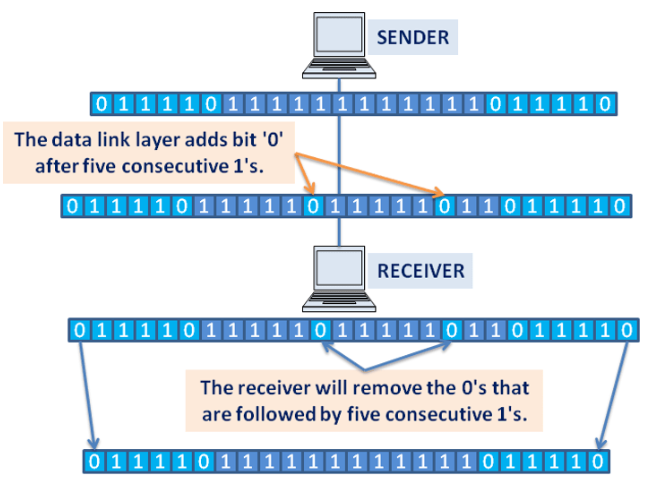 SENDER
0 1 1 1 1 0 1 1 1 1 1 1 1 1 1 1 1 1 0 1 1 1 1 0
The data link layer adds bit '0'
after five consecutive 1's.
0 1 1 1 1 0 1 1 1 1 1 0 1 1 1 1 1 0 1 1 0 1 1 1 1 0
RECEIVER
0 1 1 1 1 0 1 1 1 1 1 0 1 1 1 1 1 0 1 1 0 1 1 1 1 0
The receiver will remove the 0's that
are followed by five consecutive 1's.
0 1 1 1 1 0 1 1 1 1 1 1 1 1 1 1 1 1 0 1 1 1 1 0